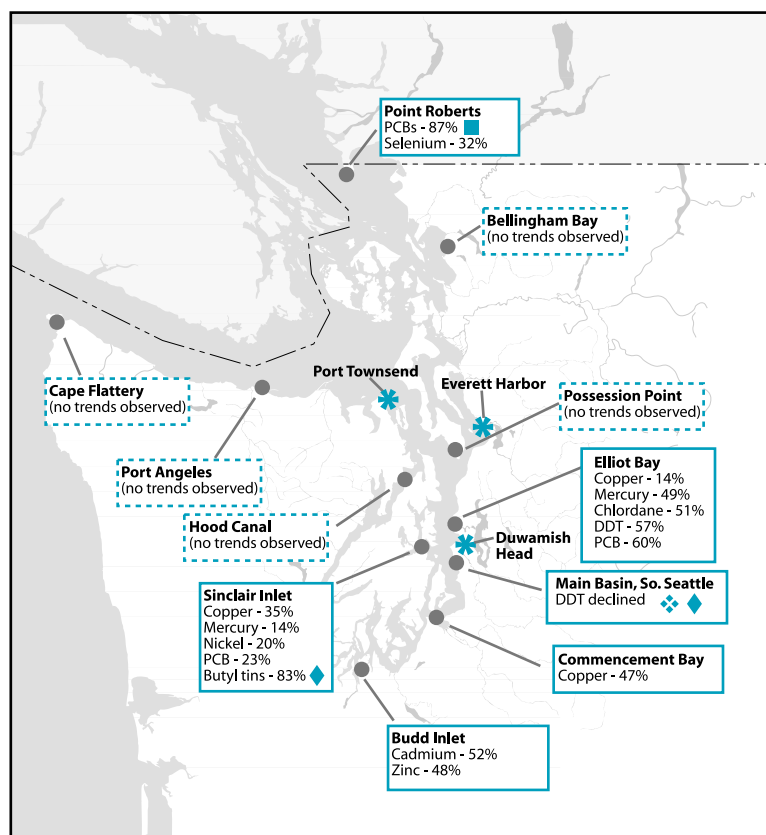 Point Roberts
PCBs - 87%
Selenium - 32%
Bellingham Bay
(no trends observed)
Cape Flattery
(no trends observed)
Port Townsend
Everett Harbor
Possession Point
(no trends observed)
Port Angeles
(no trends observed)
Elliot Bay
Copper - 14%
Mercury - 49%
Chlordane - 51%
DDT - 57%
PCB - 60%
Hood Canal
(no trends observed)
Duwamish
Head
Main Basin, So. Seattle
DDT declined
Sinclair Inlet
Copper - 35%
Mercury - 14%
Nickel - 20%
PCB - 23%
Butyl tins - 83%
Commencement Bay
Copper - 47%
Budd Inlet
Cadmium - 52%
Zinc - 48%